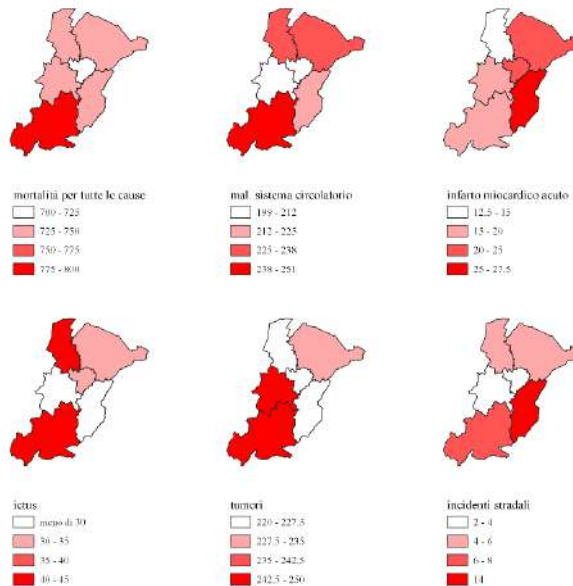 mortalità per tutte le cause
700 - 725
725 - 750
750 - 775
775 - 800
mal. sistema circolatorio
199 - 212
212 - 225
225 - 238
238 - 251
infarto miocardico acuto
12.5 - 15
15 - 20
20 - 25
25 - 27.5
ictus
meno di 30
30 - 35
35 - 40
40 - 45
tumori
220 - 227.5
227.5 - 235
235 - 242.5
242.5 - 250
incidenti stradali
2 - 4
4 - 6
6 - 8
14